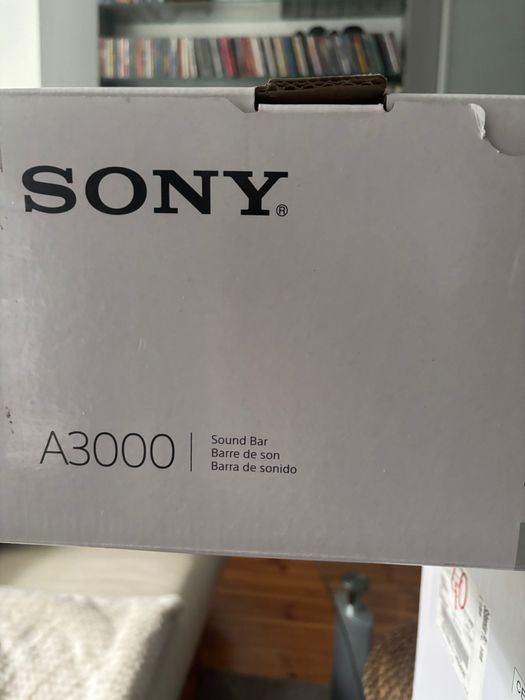 SONY®
A3000
Sound Bar
Barre de son
Barra de sonido